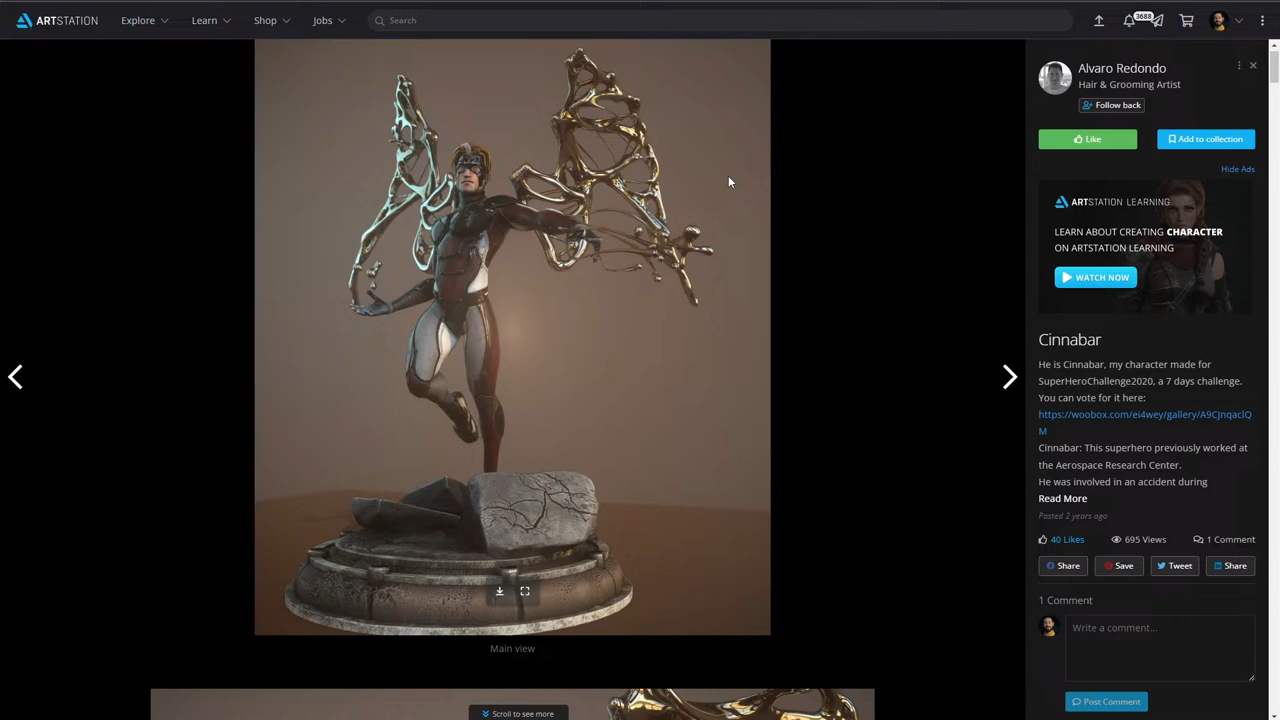 ARTSTATION
Explore
Learn
Shop
Jobs
Search
3688
Alvaro Redondo
Hair & Grooming Artist
Follow back
Like
Add to collection
Hide Ads
ARTSTATION LEARNING
LEARN ABOUT CREATING CHARACTER
ON ARTSTATION LEARNING
WATCH NOW
Cinnabar
He is Cinnabar, my character made for
SuperHeroChallenge2020, a 7 days challenge.
You can vote for it here:
https://woobox.com/ei4wey/gallery/A9CJnqaclQ
M
Cinnabar: This superhero previously worked at
the Aerospace Research Center.
He was involved in an accident during
Read More
Posted 2 years ago
40 Likes
695 Views
1 Comment
Share
Save
Tweet
Share
1 Comment
Write a comment...
Post Comment
Main view
Scroll to see more